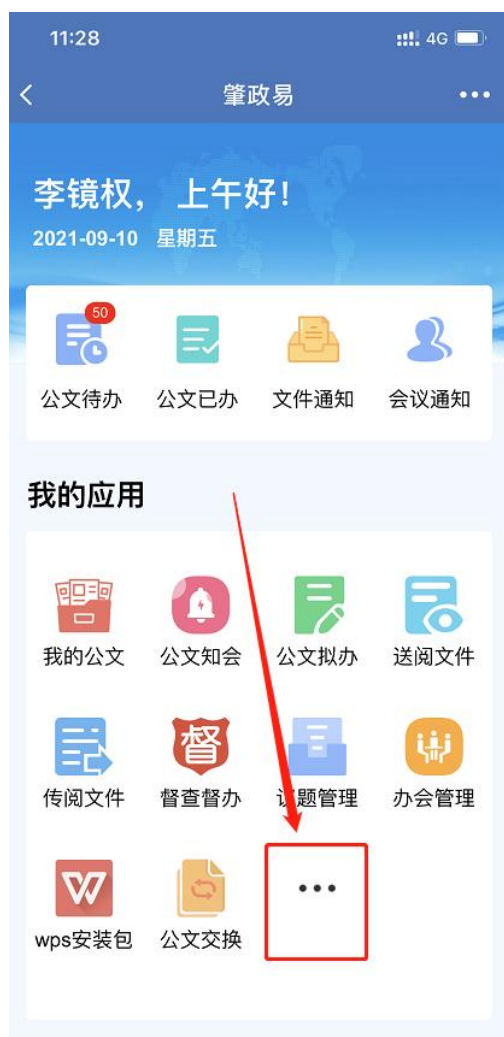 11:28 4G
肇政易
李镜权， 上午好！
2021-09-10 星期五
50
公文待办 公文已办 文件通知 会议通知
我的应用
我的公文 公文知会 公文拟办 送阅文件
督
传阅文件 督查督办 议题管理 办会管理
W
wps安装包 公文交换